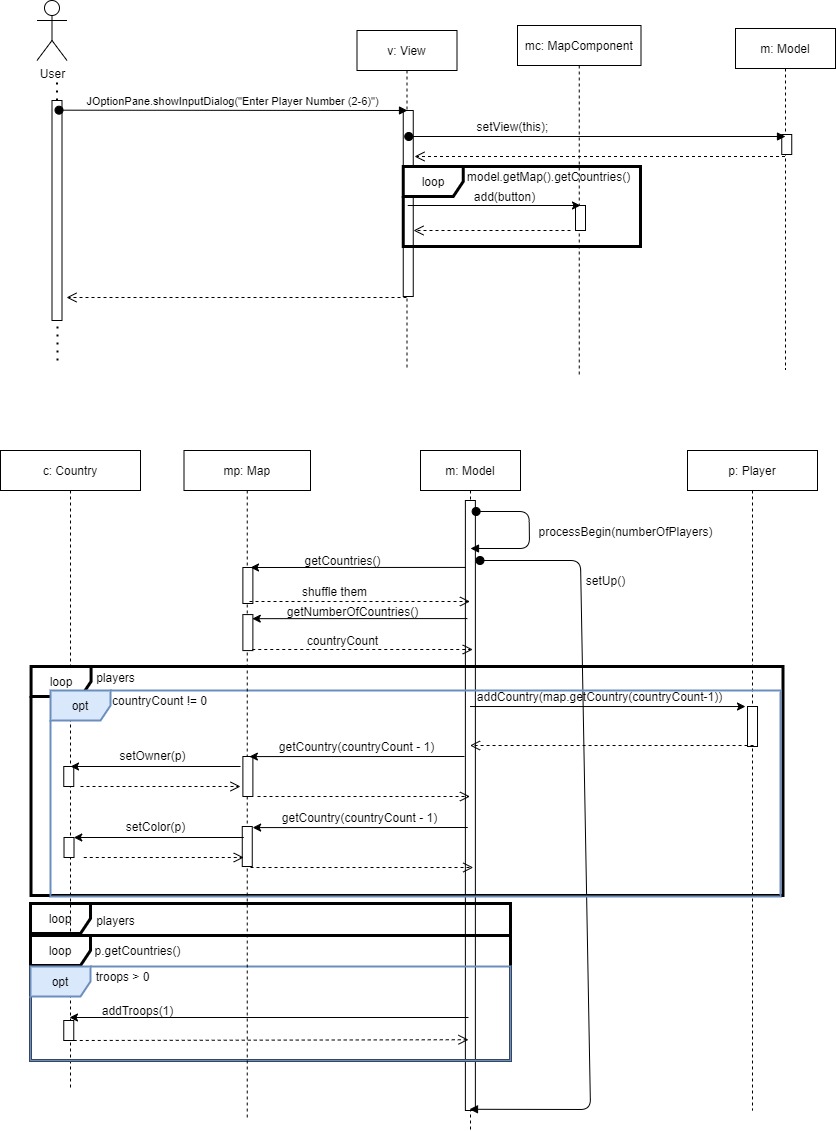 v: View
mc: MapComponent
m: Model
User
JOptionPane.showInputDialog("Enter Player Number (2-6)")
setView(this);
loop
model.getMap().getCountries()
add(button)
c: Country
mp: Map
m: Model
p: Player
processBegin(numberOfPlayers)
getCountries()
setUp()
shuffle them
getNumberOfCountries()
countryCount
loop
players
opt
countryCount != 0
addCountry(map.getCountry(countryCount-1))
getCountry(countryCount - 1)
setOwner(p)
getCountry(countryCount - 1)
setColor(p)
loop
players
loop
p.getCountries()
opt
troops > 0
addTroops(1)